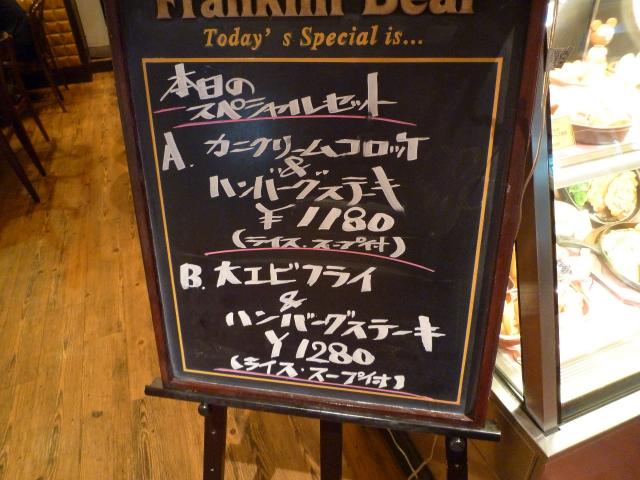 Franklin Bear
Today's Special is...
本日の
スペシャルセット
A. カニクリームコロッケ
&
ハンバーグステーキ
¥1180
(ライス・スープ付)
B. 大エビフライ
&
ハンバーグステーキ
¥1280
(ライス・スープ付)